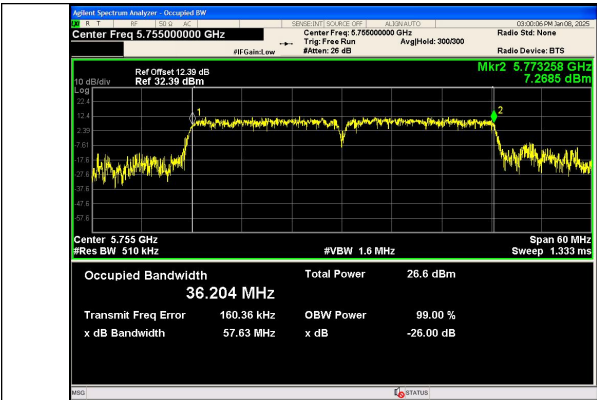 Agilent Spectrum Analyzer - Occupied BW
R T RF 50 Ω AC SENSE:INT SOURCE OFF ALIGN AUTO 03:00:06 PM Jan 08, 2025
Center Freq 5.755000000 GHz Center Freq: 5.755000000 GHz Radio Std: None
Trig: Free Run Avg|Hold: 300/300
#IFGain:Low #Atten: 26 dB Radio Device: BTS
Mkr2 5.773258 GHz
7.2685 dBm
Ref Offset 12.39 dB
10 dB/div Ref 32.39 dBm
Log
22.4
12.4
2.39
-7.61
-17.6
-27.6
-37.6
-47.6
-57.6
1
2
Center 5.755 GHz Span 60 MHz
#Res BW 510 kHz #VBW 1.6 MHz Sweep 1.333 ms
Occupied Bandwidth Total Power 26.6 dBm
36.204 MHz
Transmit Freq Error 160.36 kHz OBW Power 99.00 %
x dB Bandwidth 57.63 MHz x dB -26.00 dB
MSG STATUS